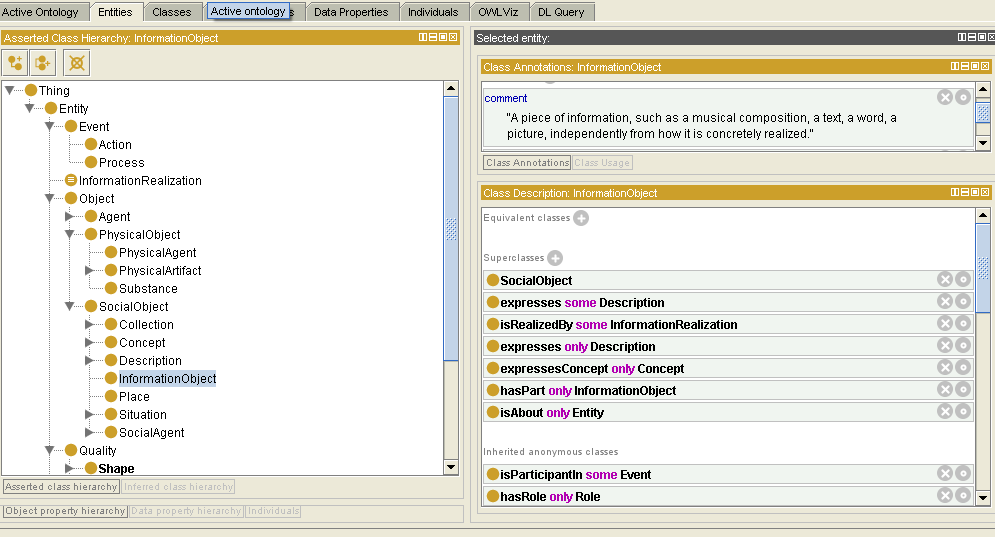 Active Ontology Entities Classes Active ontology s Data Properties Individuals OWLViz DL Query
Asserted Class Hierarchy: InformationObject
Thing
Entity
Event
Action
Process
InformationRealization
Object
Agent
PhysicalObject
PhysicalAgent
PhysicalArtifact
Substance
SocialObject
Collection
Concept
Description
InformationObject
Place
Situation
SocialAgent
Quality
Shape
Asserted class hierarchy Inferred class hierarchy
Object property hierarchy Data property hierarchy Individuals
Selected entity:
Class Annotations: InformationObject
comment
"A piece of information, such as a musical composition, a text, a word, a
picture, independently from how it is concretely realized."
Class Annotations Class Usage
Class Description: InformationObject
Equivalent classes
Superclasses
SocialObject
expresses some Description
isRealizedBy some InformationRealization
expresses only Description
expressesConcept only Concept
hasPart only InformationObject
isAbout only Entity
Inherited anonymous classes
isParticipantIn some Event
hasRole only Role